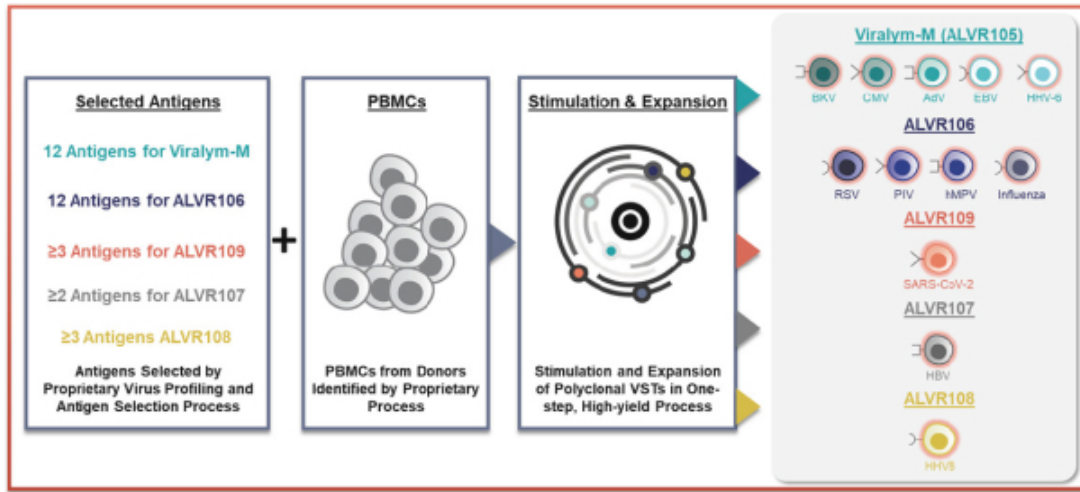 Selected Antigens
12 Antigens for Viralym-M
12 Antigens for ALVR106
≥3 Antigens for ALVR109
≥2 Antigens for ALVR107
≥3 Antigens ALVR108
Antigens Selected by
Proprietary Virus Profiling and
Antigen Selection Process
+
PBMCs
PBMCs from Donors
Identified by Proprietary
Process
Stimulation & Expansion
Stimulation and Expansion
of Polyclonal VSTs in One-
step, High-yield Process
Viralym-M (ALVR105)
BKV CMV AdV EBV HHV-6
ALVR106
RSV PIV hMPV Influenza
ALVR109
SARS-CoV-2
ALVR107
HBV
ALVR108
HHV8